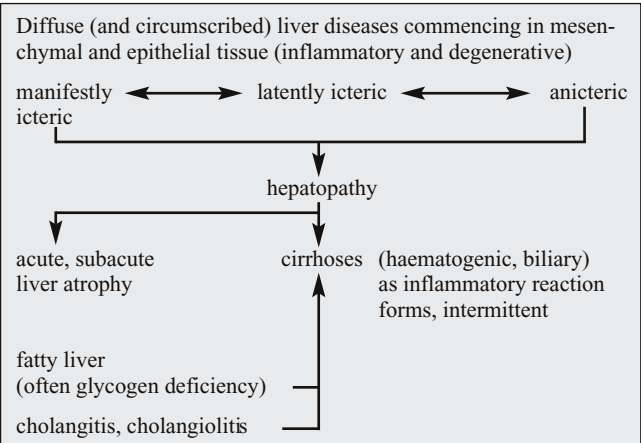 Diffuse (and circumscribed) liver diseases commencing in mesen-
chymal and epithelial tissue (inflammatory and degenerative)
manifestly latently icteric anicteric
icteric
hepatopathy
acute, subacute cirrhoses (haematogenic, biliary)
liver atrophy as inflammatory reaction
forms, intermittent
fatty liver
(often glycogen deficiency)
cholangitis, cholangiolitis